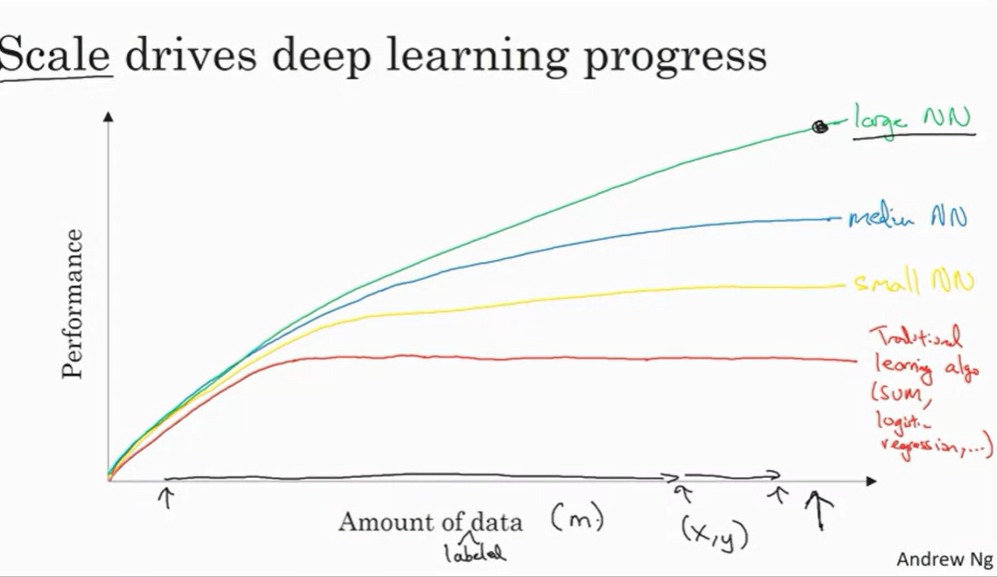 Scale drives deep learning progress
large NN
medium NN
small NN
Traditional
learning algo
(SVM,
logistic
regression,...)
Performance
Amount of data (m)
labeled
(x,y)
Andrew Ng